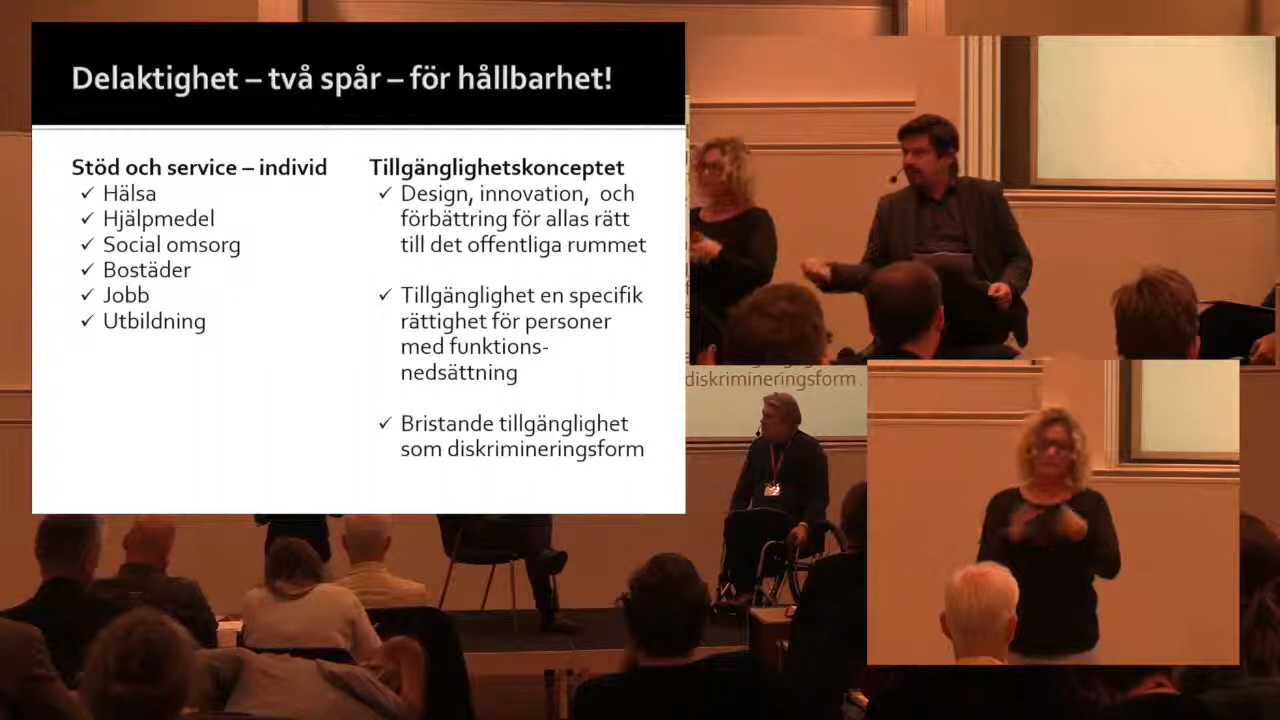 Delaktighet – två spår – för hållbarhet!
Stöd och service – individ
✓ Hälsa
✓ Hjälpmedel
✓ Social omsorg
✓ Bostäder
✓ Jobb
✓ Utbildning
Tillgänglighetskonceptet
✓ Design, innovation, och
förbättring för allas rätt
till det offentliga rummet
✓ Tillgänglighet en specifik
rättighet för personer
med funktions-
nedsättning
✓ Bristande tillgänglighet
som diskrimineringsform
diskrimineringsform.